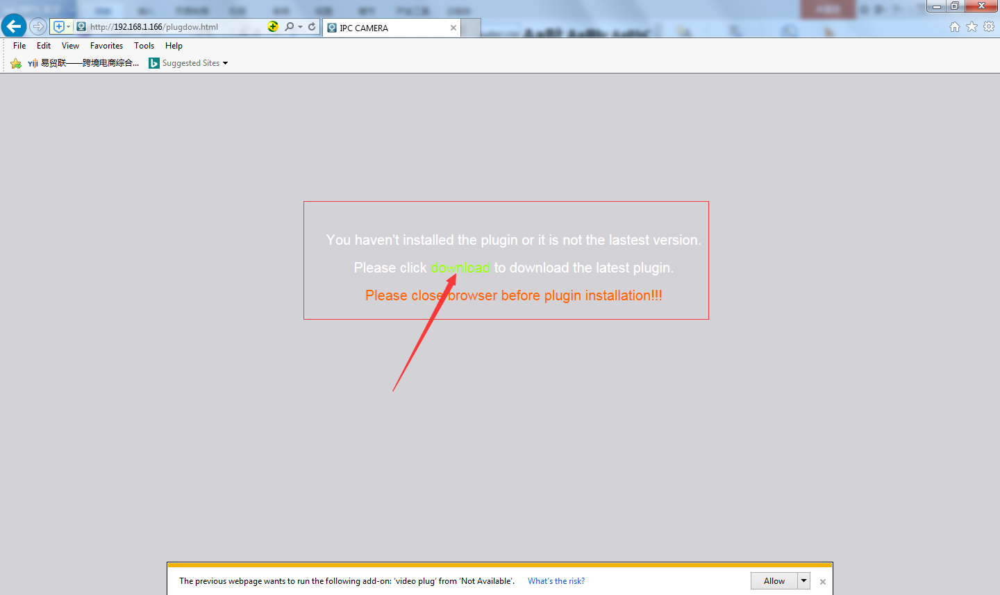 http://192.168.1.166/plugdow.html
IPC CAMERA
File Edit View Favorites Tools Help
Yiji 易贸联——跨境电商综合... Suggested Sites
You haven't installed the plugin or it is not the lastest version.
Please click download to download the latest plugin.
Please close browser before plugin installation!!!
The previous webpage wants to run the following add-on: ‘video plug’ from ‘Not Available’. What's the risk? Allow